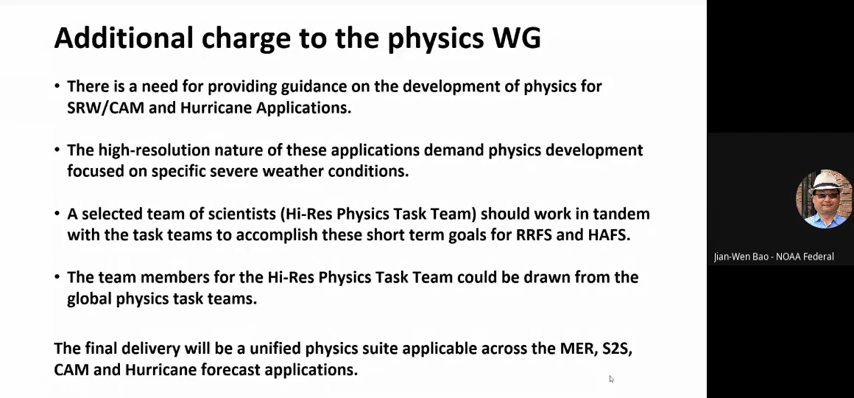 Additional charge to the physics WG
• There is a need for providing guidance on the development of physics for
SRW/CAM and Hurricane Applications.
• The high-resolution nature of these applications demand physics development
focused on specific severe weather conditions.
• A selected team of scientists (Hi-Res Physics Task Team) should work in tandem
with the task teams to accomplish these short term goals for RRFS and HAFS.
• The team members for the Hi-Res Physics Task Team could be drawn from the
global physics task teams.
The final delivery will be a unified physics suite applicable across the MER, S2S,
CAM and Hurricane forecast applications.
Jian-Wen Bao - NOAA Federal